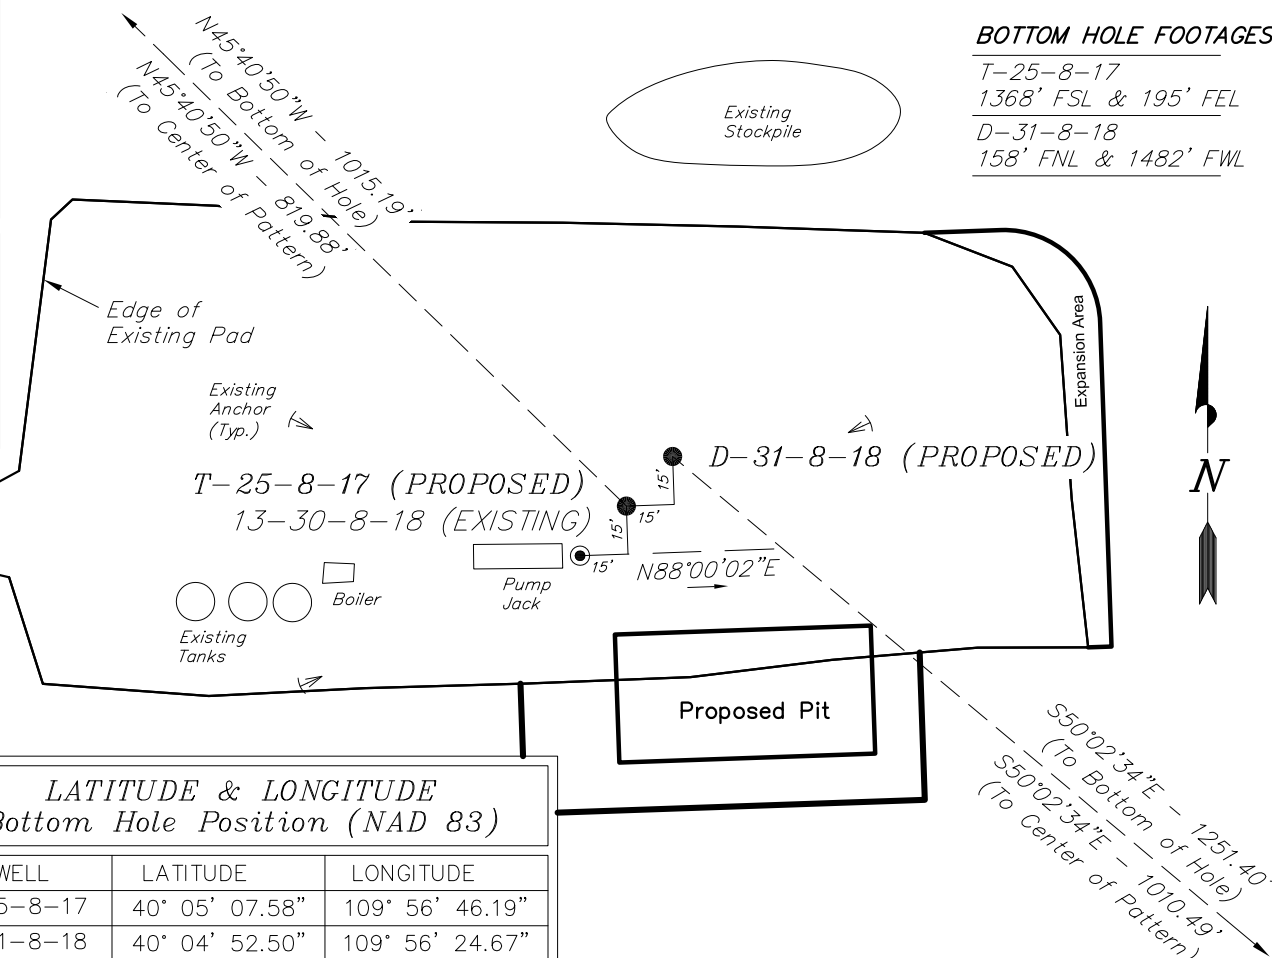 BOTTOM HOLE FOOTAGES
T-25-8-17
1368' FSL & 195' FEL
D-31-8-18
158' FNL & 1482' FWL
N45°40'50"W - 1015.19'
(To Bottom of Hole)
N45°40'50"W - 819.88'
(To Center of Pattern)
Existing
Stockpile
Edge of
Existing Pad
Expansion Area
Existing
Anchor
(Typ.)
D-31-8-18 (PROPOSED)
T-25-8-17 (PROPOSED)
13-30-8-18 (EXISTING)
15'
15'
15'
15'
N88°00'02"E
N
Pump
Jack
Boiler
Existing
Tanks
Proposed Pit
S50°02'34"E - 1251.40'
(To Bottom of Hole)
S50°02'34"E - 1010.49'
(To Center of Pattern)
LATITUDE & LONGITUDE
Bottom Hole Position (NAD 83)
WELL LATITUDE LONGITUDE
5-8-17 40° 05' 07.58" 109° 56' 46.19"
1-8-18 40° 04' 52.50" 109° 56' 24.67"